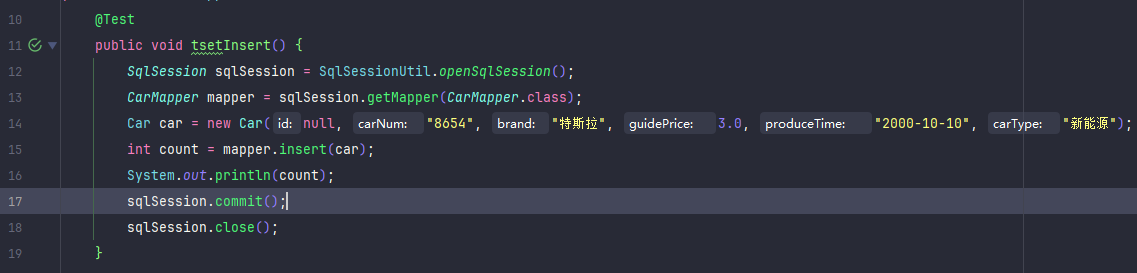 10 @Test
11 public void tsetInsert() {
12 SqlSession sqlSession = SqlSessionUtil.openSqlSession();
13 CarMapper mapper = sqlSession.getMapper(CarMapper.class);
14 Car car = new Car( id: null, carNum: "8654", brand: "特斯拉", guidePrice: 3.0, produceTime: "2000-10-10", carType: "新能源");
15 int count = mapper.insert(car);
16 System.out.println(count);
17 sqlSession.commit();
18 sqlSession.close();
19 }